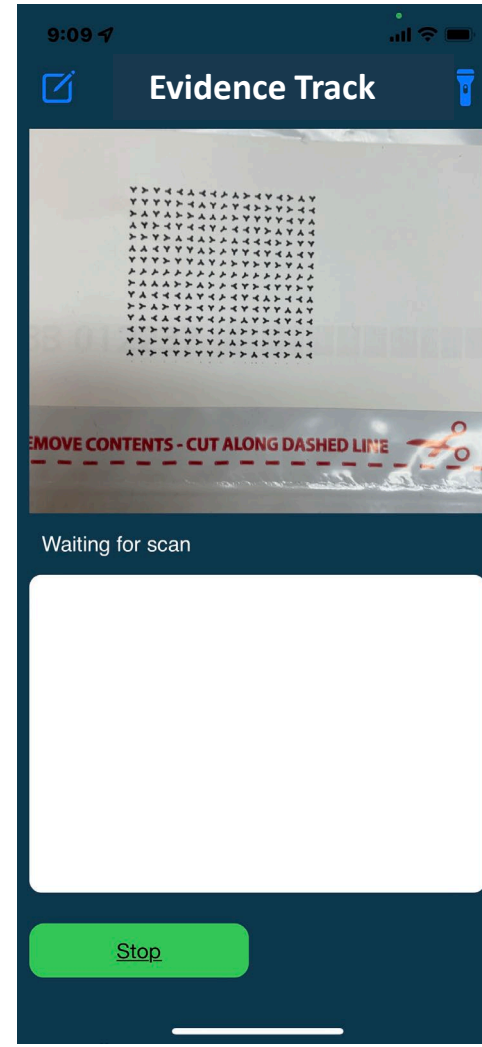 9:09
Evidence Track
EMOVE CONTENTS - CUT ALONG DASHED LINE
Waiting for scan
Stop